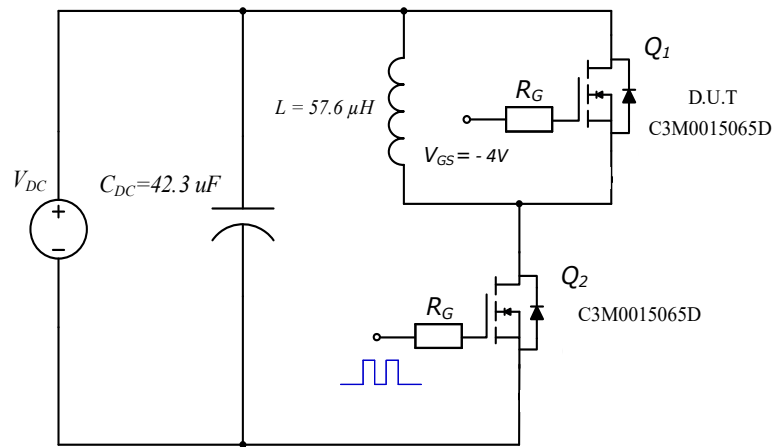 Q1
RG
D.U.T
C3M0015065D
L = 57.6 μH
VGS = - 4V
VDC
CDC=42.3 uF
Q2
RG
C3M0015065D